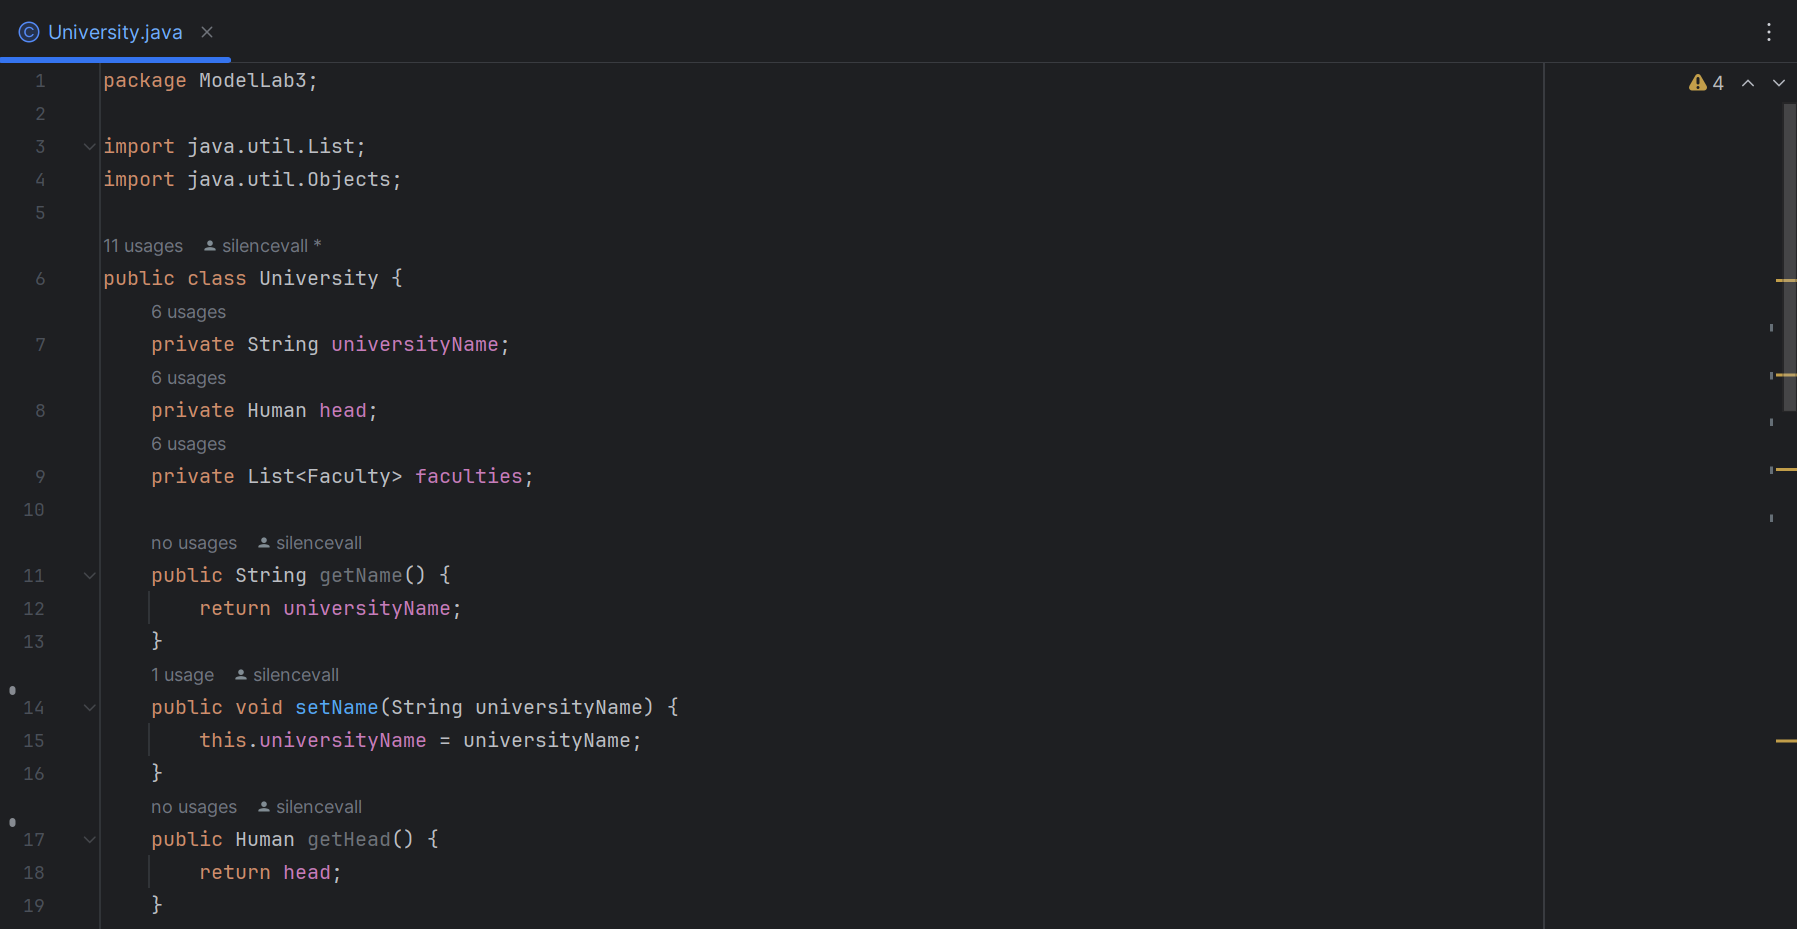 University.java
4
1 package ModelLab3;
2
3 import java.util.List;
4 import java.util.Objects;
5
11 usages silencevall *
6 public class University {
6 usages
7 private String universityName;
6 usages
8 private Human head;
6 usages
9 private List<Faculty> faculties;
10
no usages silencevall
11 public String getName() {
12 return universityName;
13 }
1 usage silencevall
14 public void setName(String universityName) {
15 this.universityName = universityName;
16 }
no usages silencevall
17 public Human getHead() {
18 return head;
19 }